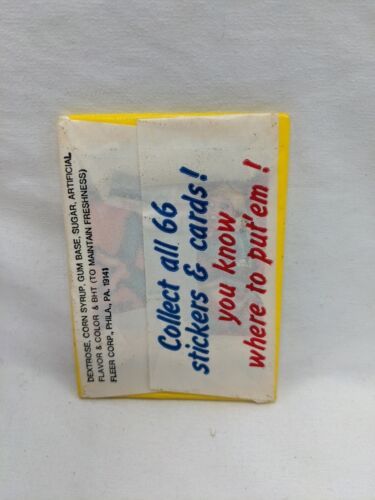 DEXTROSE, CORN SYRUP, GUM BASE, SUGAR, ARTIFICIAL
FLAVOR & COLOR & BHT (TO MAINTAIN FRESHNESS)
FLEER CORP., PHILA., PA. 19141
Collect all 66
stickers & cards!
you know
where to put'em!